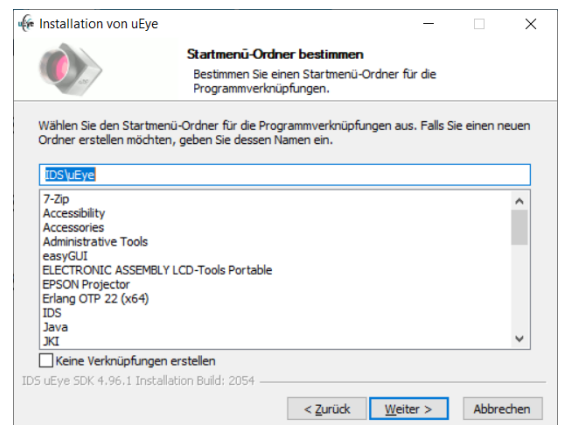 Installation von uEye
Startmenü-Ordner bestimmen
Bestimmen Sie einen Startmenü-Ordner für die
Programmverknüpfungen.
Wählen Sie den Startmenü-Ordner für die Programmverknüpfungen aus. Falls Sie einen neuen
Ordner erstellen möchten, geben Sie dessen Namen ein.
IDS\uEye
7-Zip
Accessibility
Accessories
Administrative Tools
easyGUI
ELECTRONIC ASSEMBLY LCD-Tools Portable
EPSON Projector
Erlang OTP 22 (x64)
IDS
Java
JKI
Keine Verknüpfungen erstellen
IDS uEye SDK 4.96.1 Installation Build: 2054
< Zurück Weiter > Abbrechen